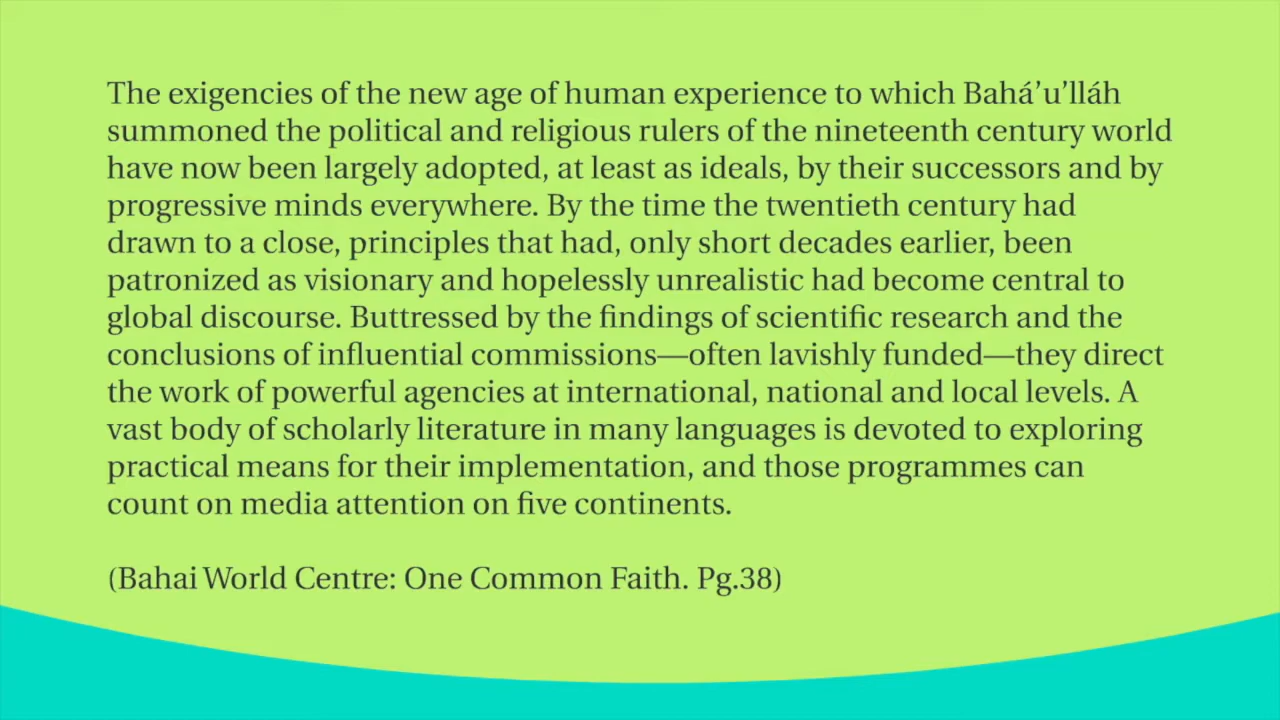 The exigencies of the new age of human experience to which Bahá’u’lláh
summoned the political and religious rulers of the nineteenth century world
have now been largely adopted, at least as ideals, by their successors and by
progressive minds everywhere. By the time the twentieth century had
drawn to a close, principles that had, only short decades earlier, been
patronized as visionary and hopelessly unrealistic had become central to
global discourse. Buttressed by the findings of scientific research and the
conclusions of influential commissions—often lavishly funded—they direct
the work of powerful agencies at international, national and local levels. A
vast body of scholarly literature in many languages is devoted to exploring
practical means for their implementation, and those programmes can
count on media attention on five continents.
(Bahai World Centre: One Common Faith. Pg.38)